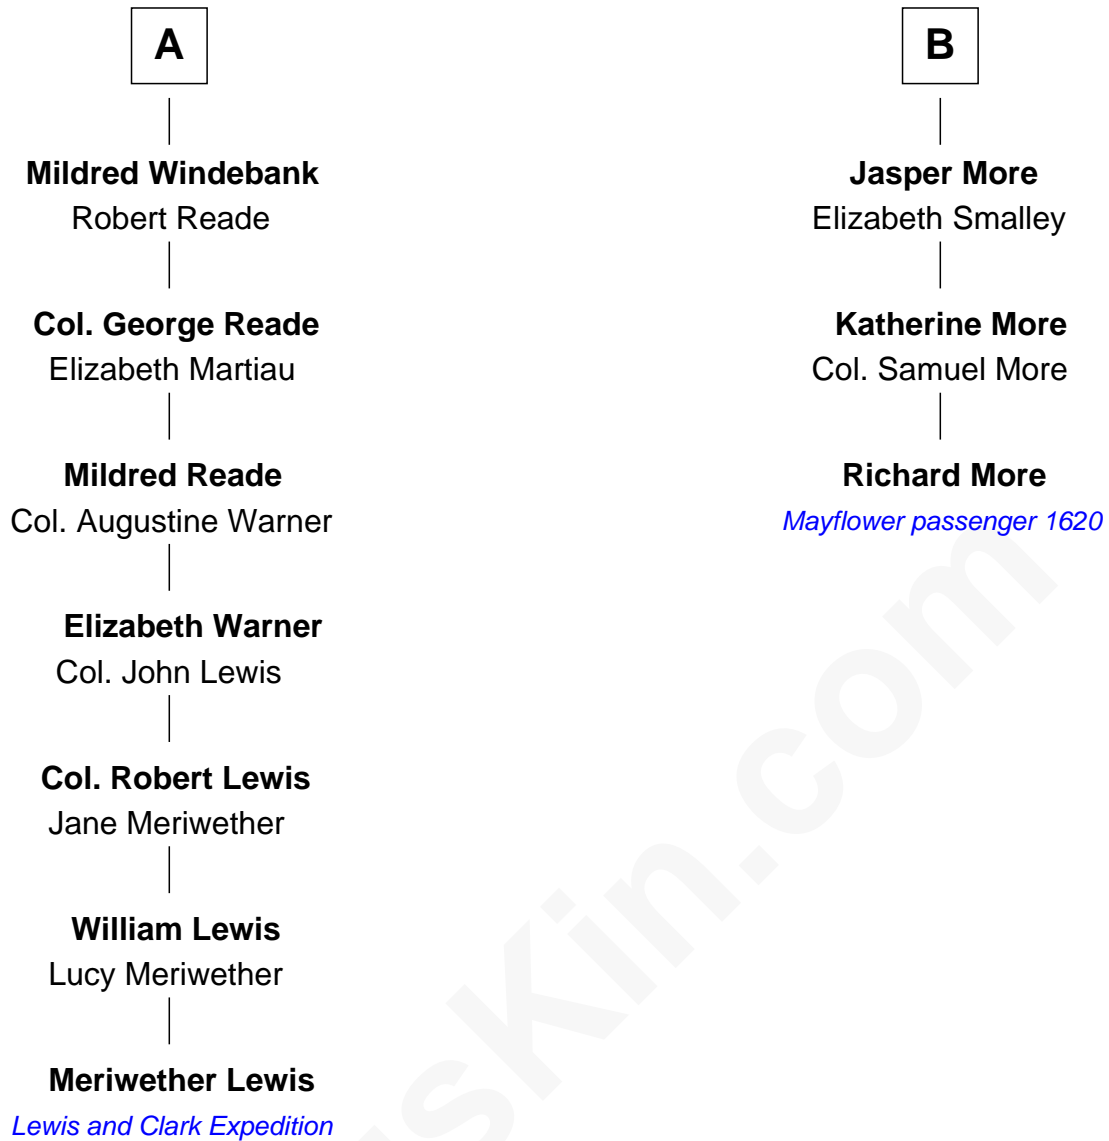 A
Mildred Windebank
Robert Reade
Col. George Reade
Elizabeth Martiau
Mildred Reade
Col. Augustine Warner
Elizabeth Warner
Col. John Lewis
Col. Robert Lewis
Jane Meriwether
William Lewis
Lucy Meriwether
Meriwether Lewis
Lewis and Clark Expedition
B
Jasper More
Elizabeth Smalley
Katherine More
Col. Samuel More
Richard More
Mayflower passenger 1620
usKin.com